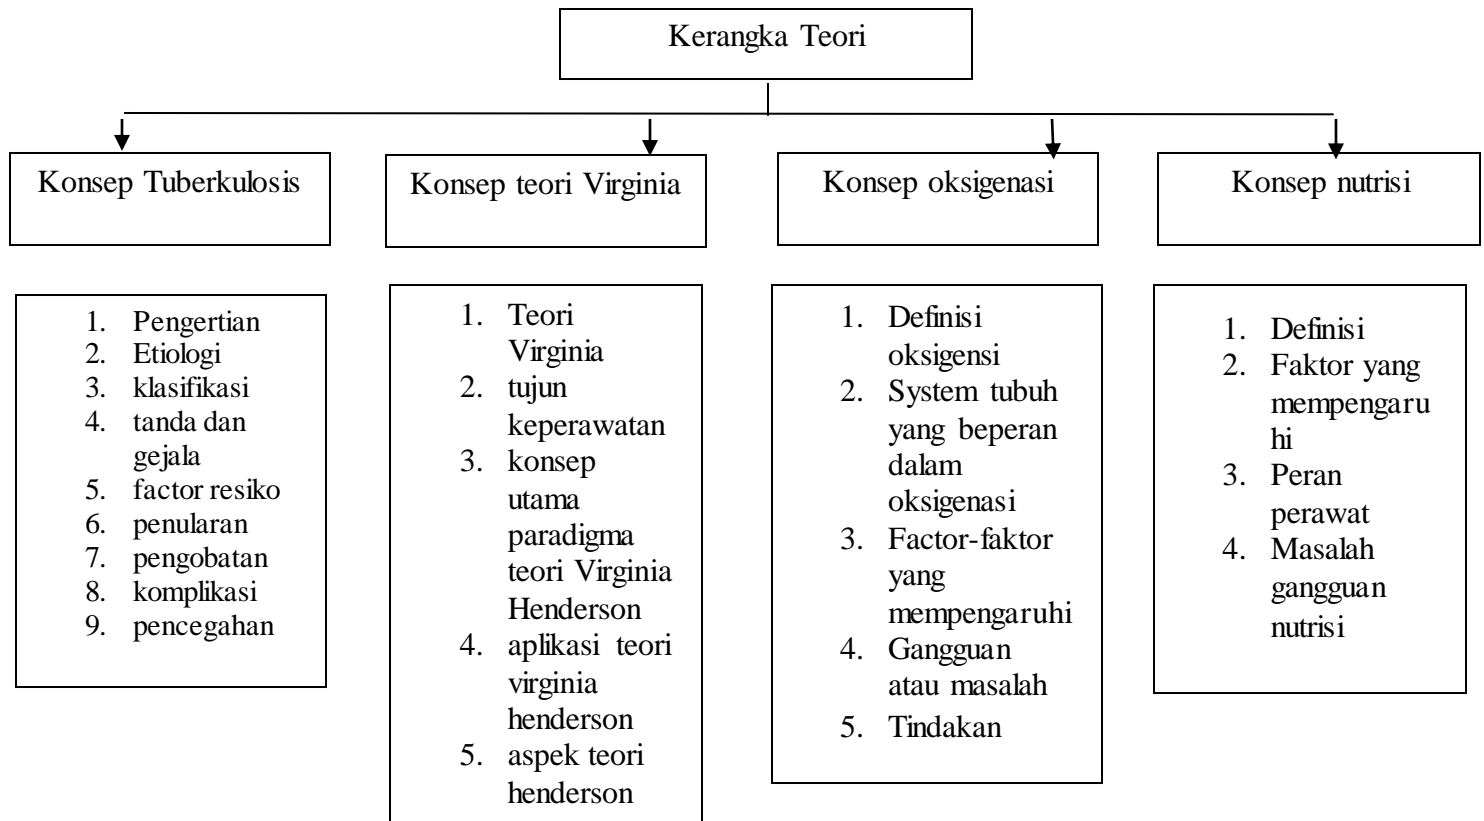 Kerangka Teori
Konsep Tuberkulosis
Konsep teori Virginia
Konsep oksigenasi
Konsep nutrisi
1. Pengertian
2. Etiologi
3. klasifikasi
4. tanda dan
gejala
5. factor resiko
6. penularan
7. pengobatan
8. komplikasi
9. pencegahan
1. Teori
Virginia
2. tujun
keperawatan
3. konsep
utama
paradigma
teori Virginia
Henderson
4. aplikasi teori
virginia
henderson
5. aspek teori
henderson
1. Definisi
oksigensi
2. System tubuh
yang beperan
dalam
oksigenasi
3. Factor-faktor
yang
mempengaruhi
4. Gangguan
atau masalah
5. Tindakan
1. Definisi
2. Faktor yang
mempengaru
hi
3. Peran
perawat
4. Masalah
gangguan
nutrisi